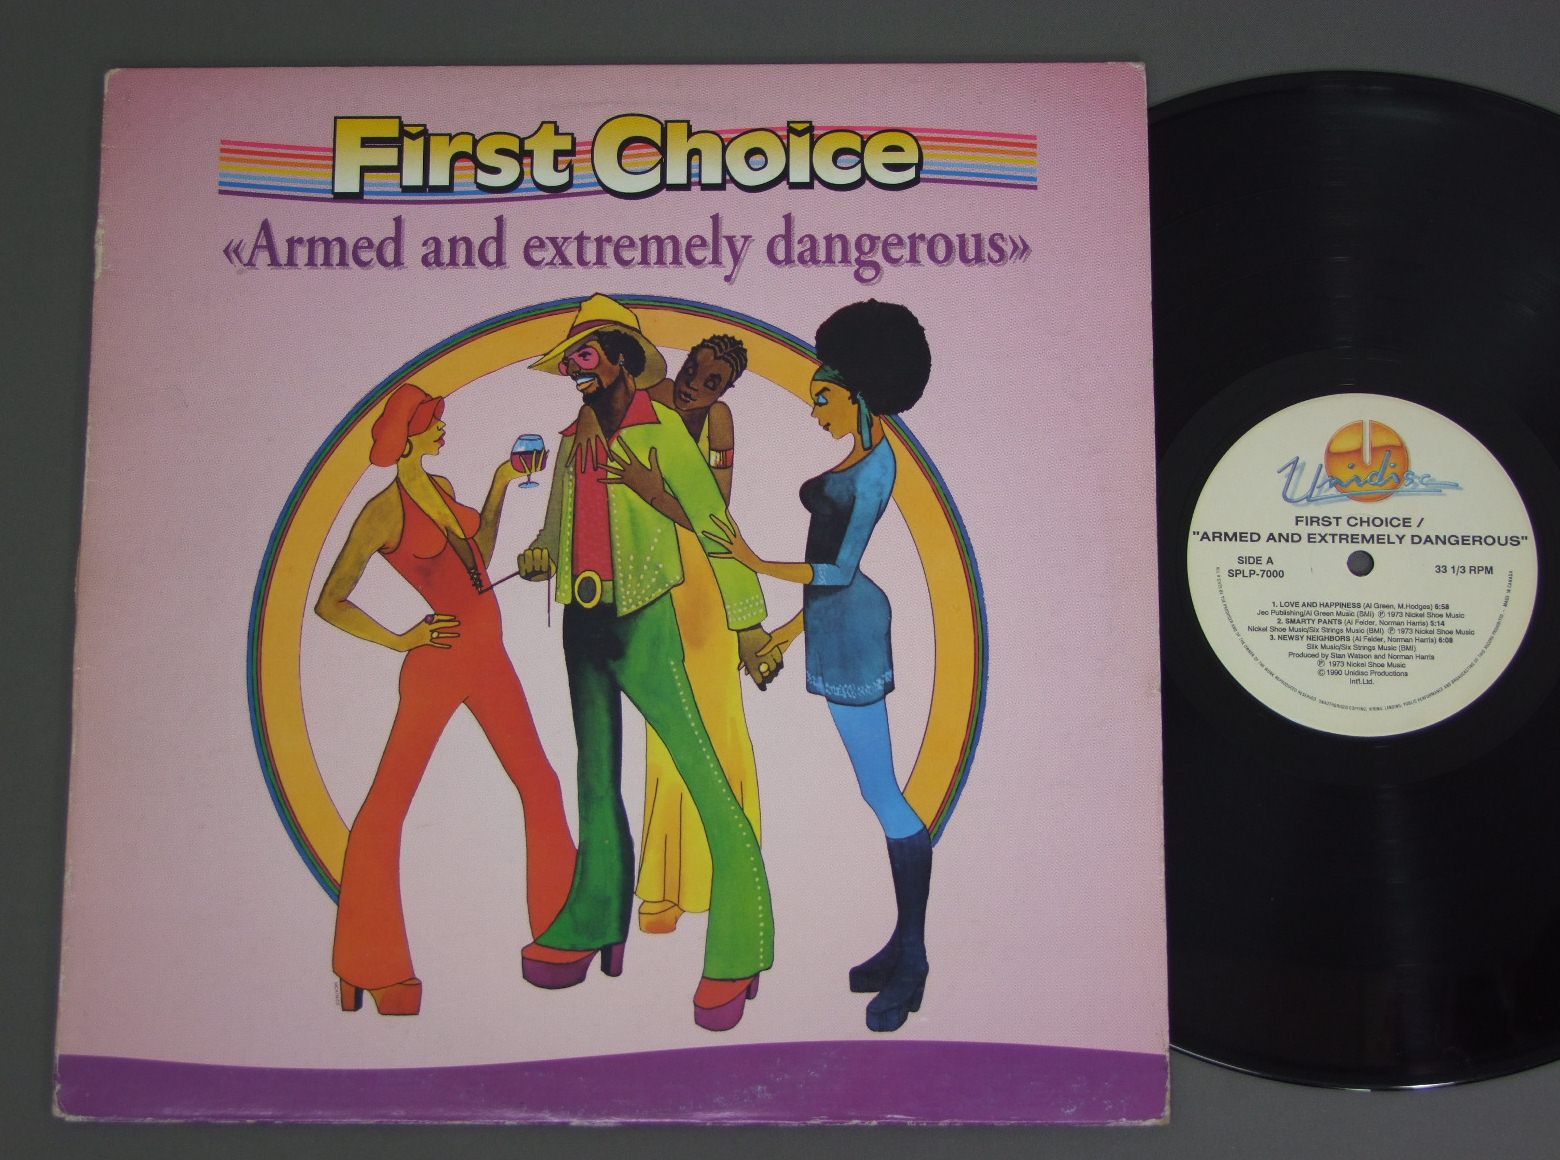 First Choice
«Armed and extremely dangerous»
Unidisc
FIRST CHOICE /
"ARMED AND EXTREMELY DANGEROUS"
SIDE A
SPLP-7000
33 1/3 RPM
1. LOVE AND HAPPINESS (Al Green, M.Hodges) 6:58
Jec Publishing/Al Green Music (BMI) ℗ 1973 Nickel Shoe Music
2. SMARTY PANTS (Al Felder, Norman Harris) 5:14
Nickel Shoe Music/Six Strings Music (BMI) ℗ 1973 Nickel Shoe Music
3. NEWSY NEIGHBORS (Al Felder, Norman Harris) 6:09
Silk Music/Six Strings Music (BMI)
Produced by Stan Watson and Norman Harris
℗ 1973 Nickel Shoe Music
© 1990 Unidisc Productions
Int'l.Ltd.